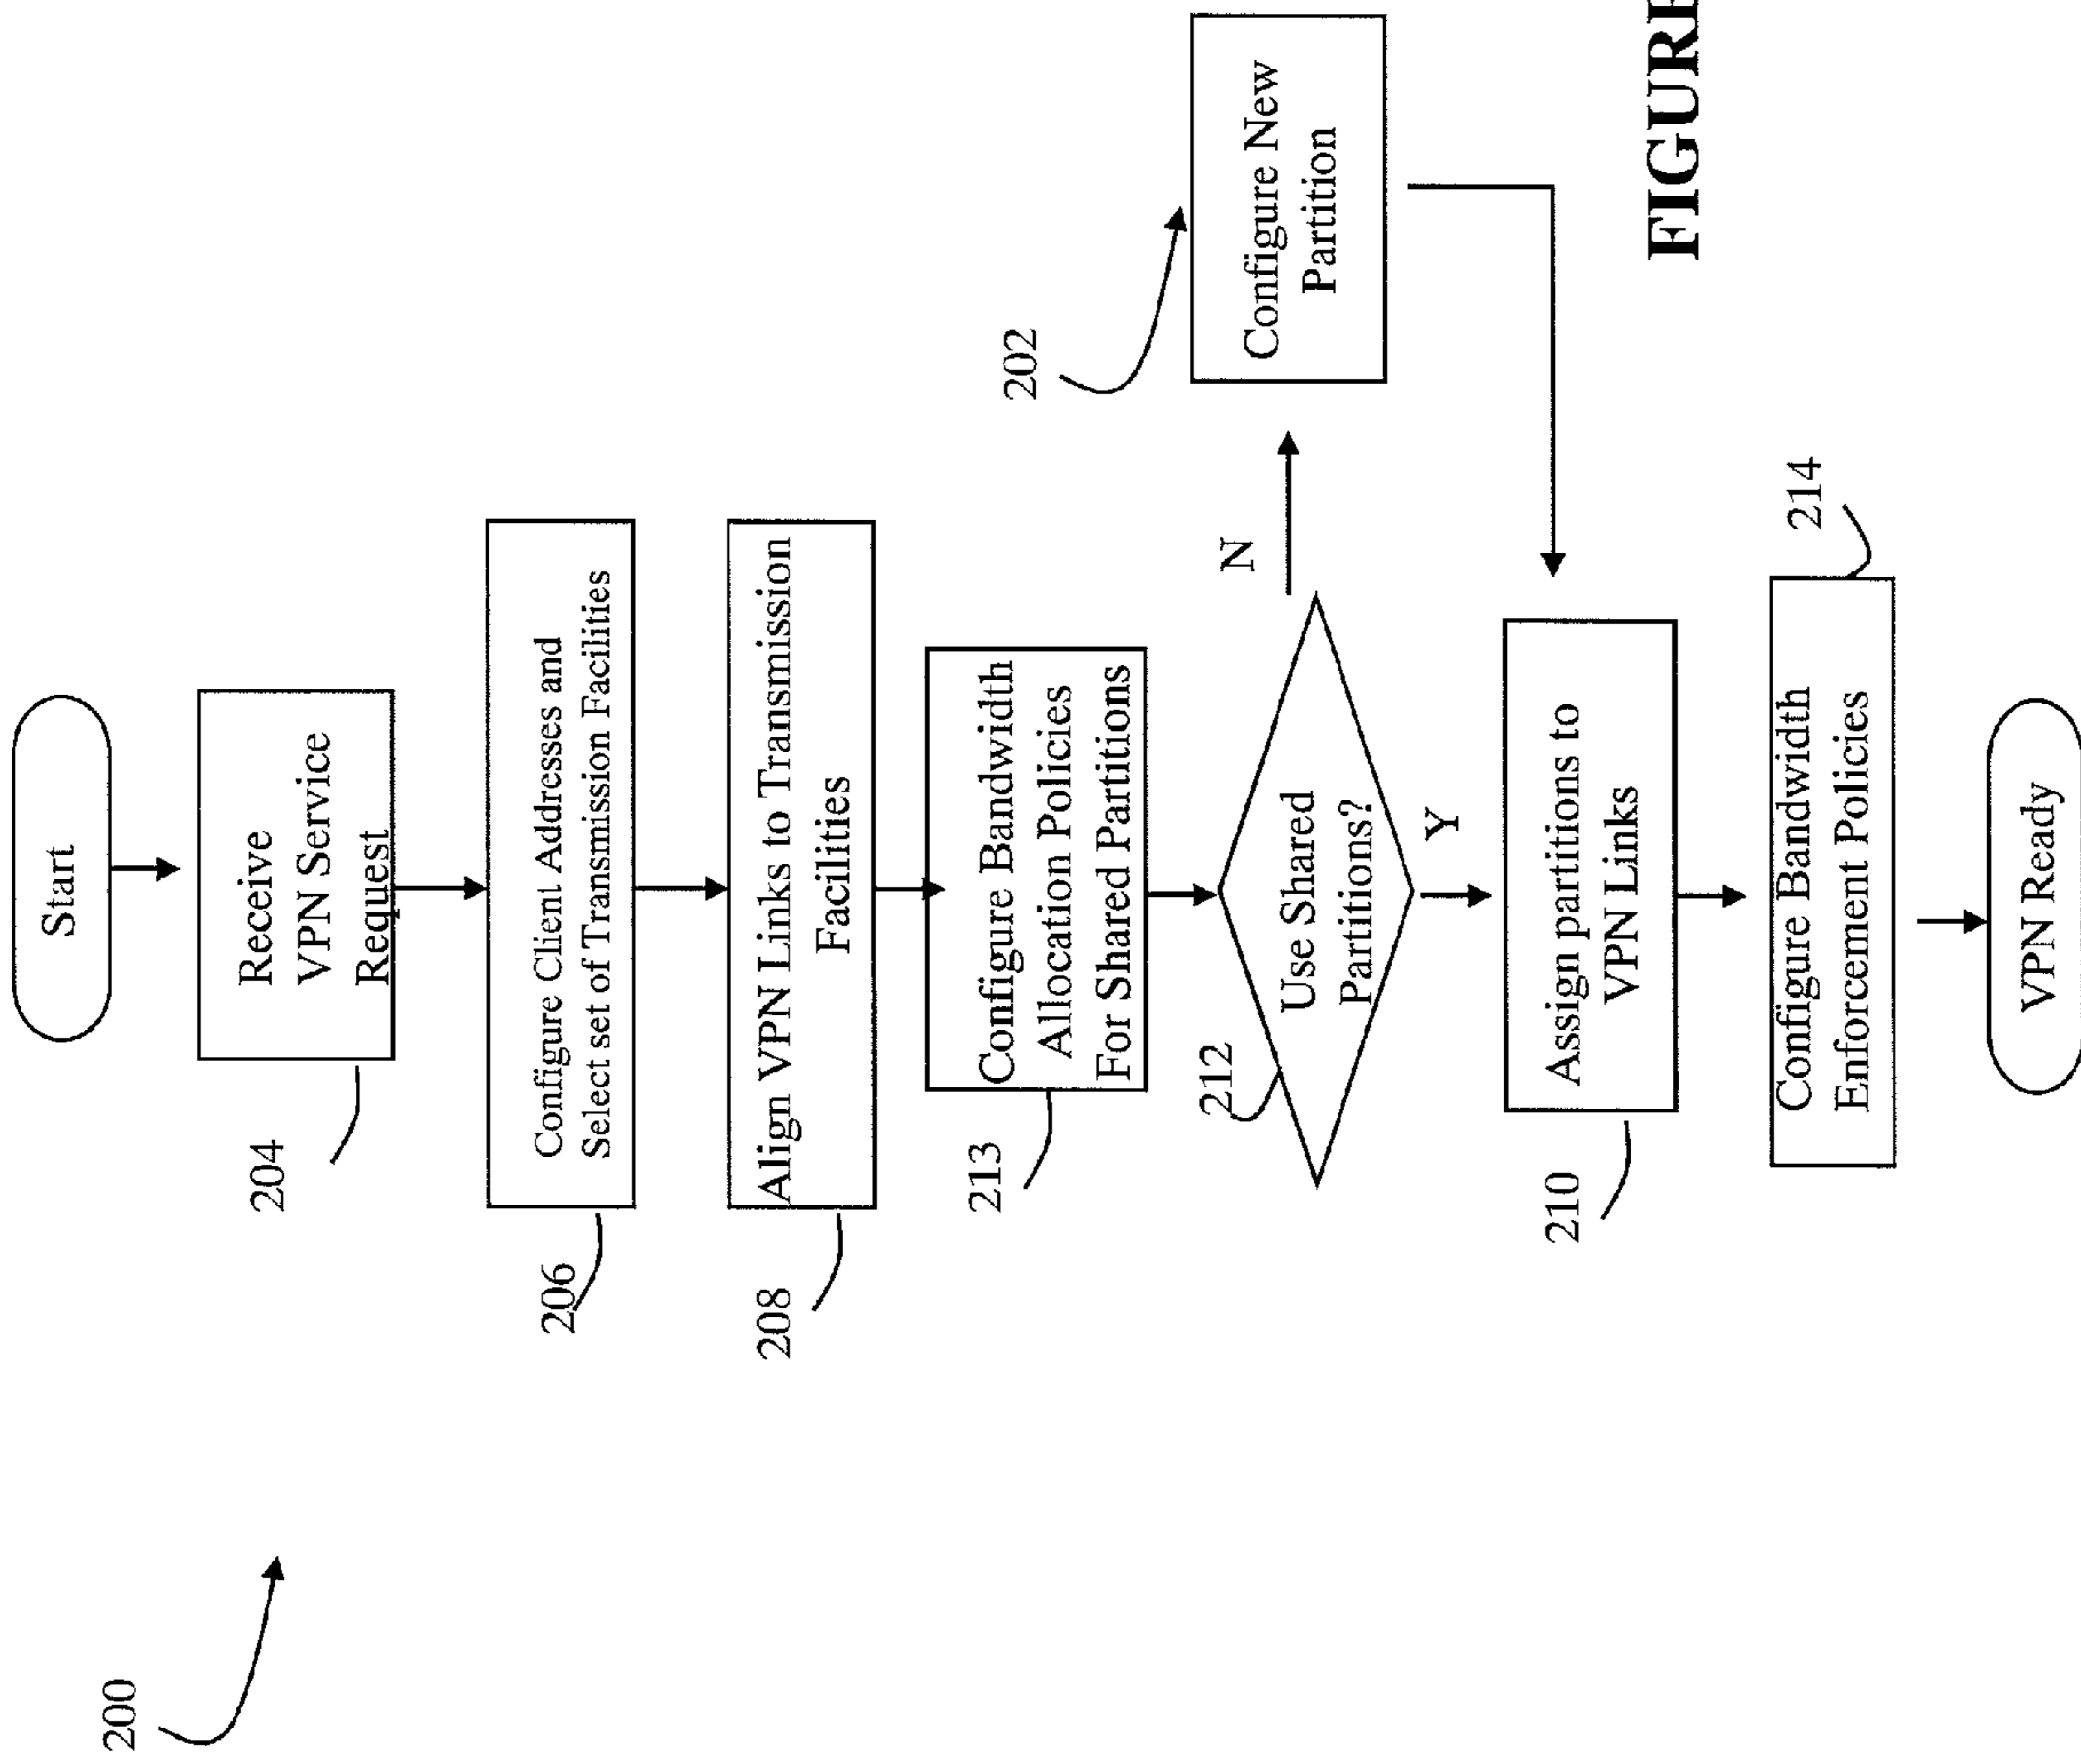 200
Start
204
Receive
VPN Service
Request
206
Configure Client Addresses and
Select set of Transmission Facilities
208
Align VPN Links to Transmission
Facilities
213
Configure Bandwidth
Allocation Policies
For Shared Partitions
212
Use Shared
Partitions?
N
202
Configure New
Partition
Y
210
Assign partitions to
VPN Links
214
Configure Bandwidth
Enforcement Policies
VPN Ready
FIGURE